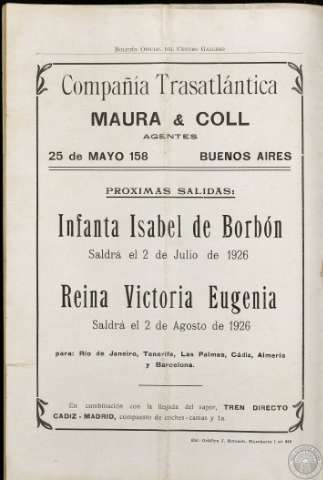 Boletín Oficial del Centro Gallego
Compañía Trasatlántica
MAURA & COLL
AGENTES
25 de MAYO 158 BUENOS AIRES
PROXIMAS SALIDAS:
Infanta Isabel de Borbón
Saldrá el 2 de Julio de 1926
Reina Victoria Eugenia
Saldrá el 2 de Agosto de 1926
para: Río de Janeiro, Tenerife, Las Palmas, Cádiz, Almería
y Barcelona.
En combinación con la llegada del vapor, TREN DIRECTO
CADIZ - MADRID, compuesto de coches-camas y 1a.